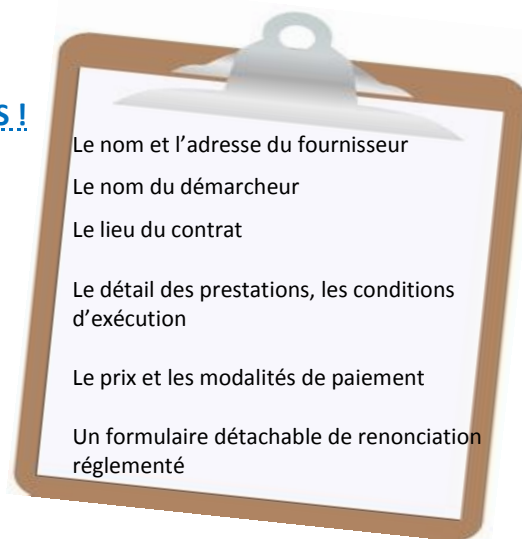 S !
Le nom et l’adresse du fournisseur
Le nom du démarcheur
Le lieu du contrat
Le détail des prestations, les conditions
d’exécution
Le prix et les modalités de paiement
Un formulaire détachable de renonciation
réglementé